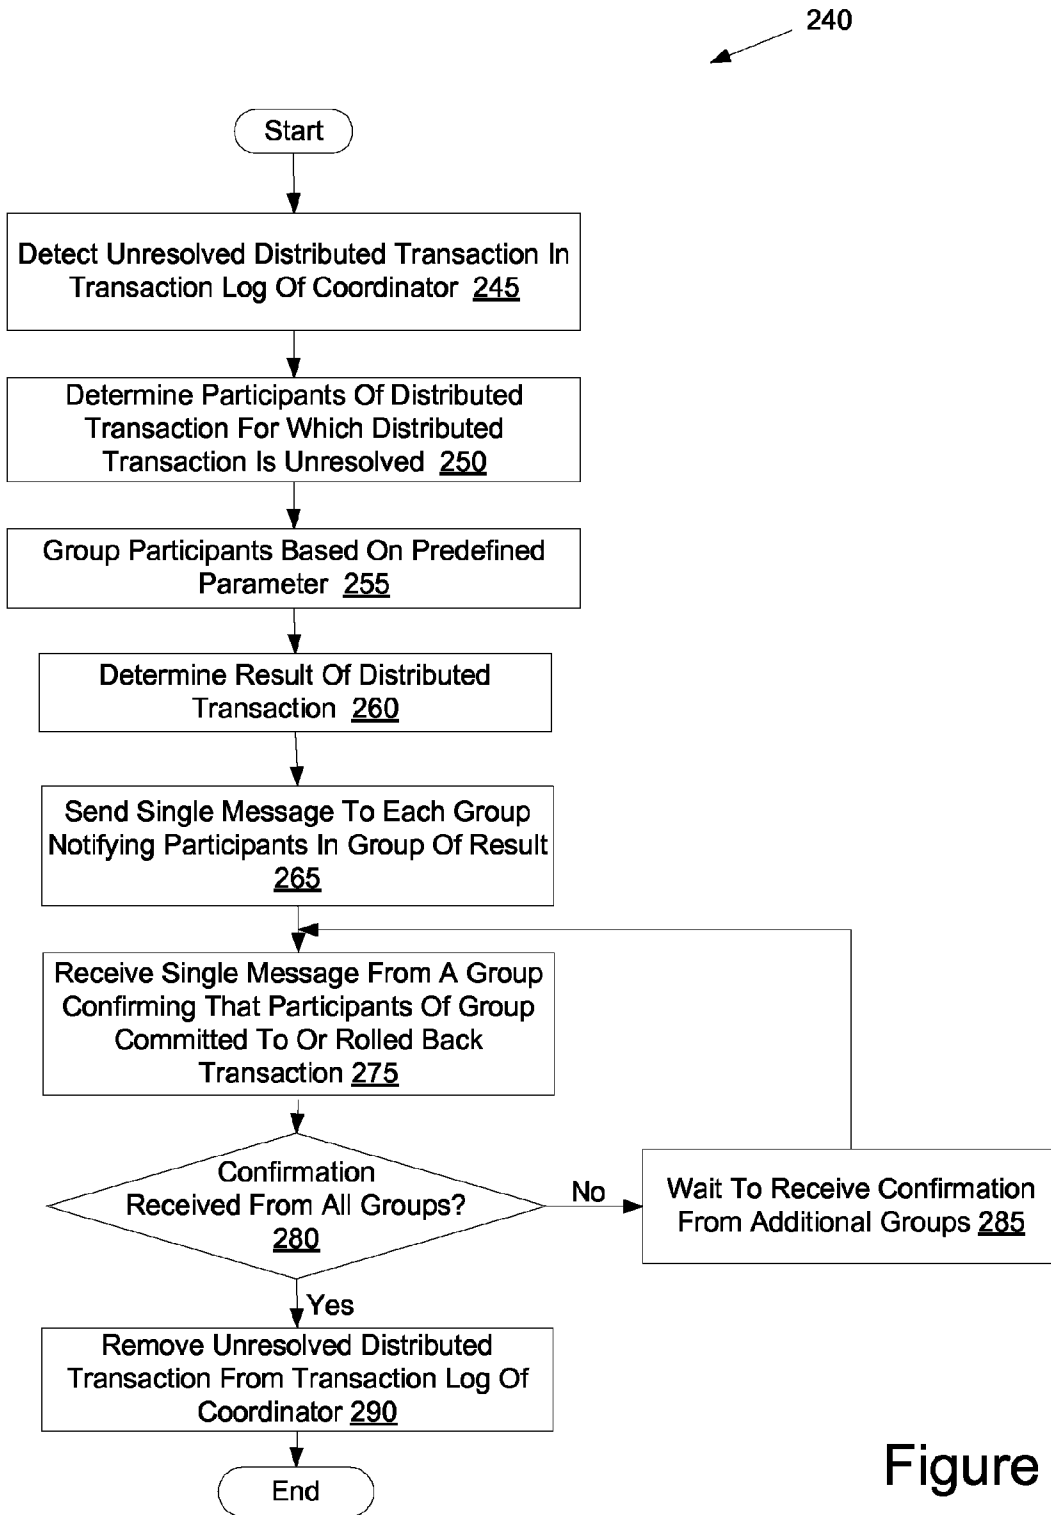 240
Start
Detect Unresolved Distributed Transaction In
Transaction Log Of Coordinator 245
Determine Participants Of Distributed
Transaction For Which Distributed
Transaction Is Unresolved 250
Group Participants Based On Predefined
Parameter 255
Determine Result Of Distributed
Transaction 260
Send Single Message To Each Group
Notifying Participants In Group Of Result
265
Receive Single Message From A Group
Confirming That Participants Of Group
Committed To Or Rolled Back
Transaction 275
Confirmation
Received From All Groups?
280
No
Wait To Receive Confirmation
From Additional Groups 285
Yes
Remove Unresolved Distributed
Transaction From Transaction Log Of
Coordinator 290
End
Figure